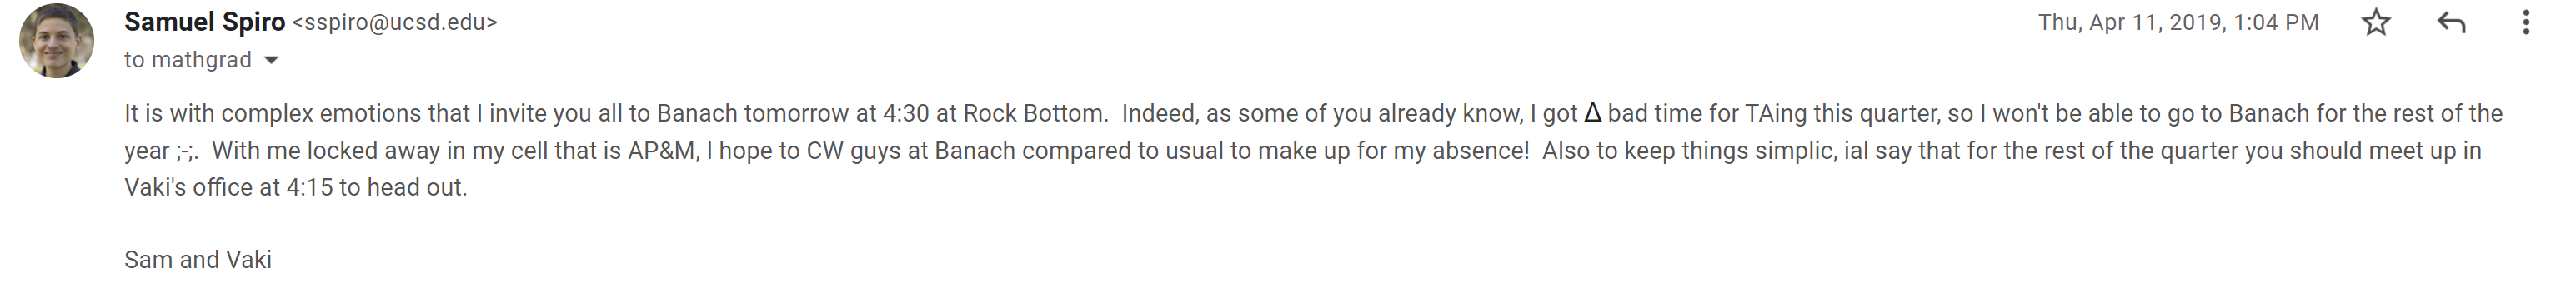 Samuel Spiro <sspiro@ucsd.edu> Thu, Apr 11, 2019, 1:04 PM
to mathgrad
It is with complex emotions that I invite you all to Banach tomorrow at 4:30 at Rock Bottom.  Indeed, as some of you already know, I got Δ bad time for TAing this quarter, so I won't be able to go to Banach for the rest of the
year ;-;.  With me locked away in my cell that is AP&M, I hope to CW guys at Banach compared to usual to make up for my absence!  Also to keep things simplic, ial say that for the rest of the quarter you should meet up in
Vaki's office at 4:15 to head out.
Sam and Vaki